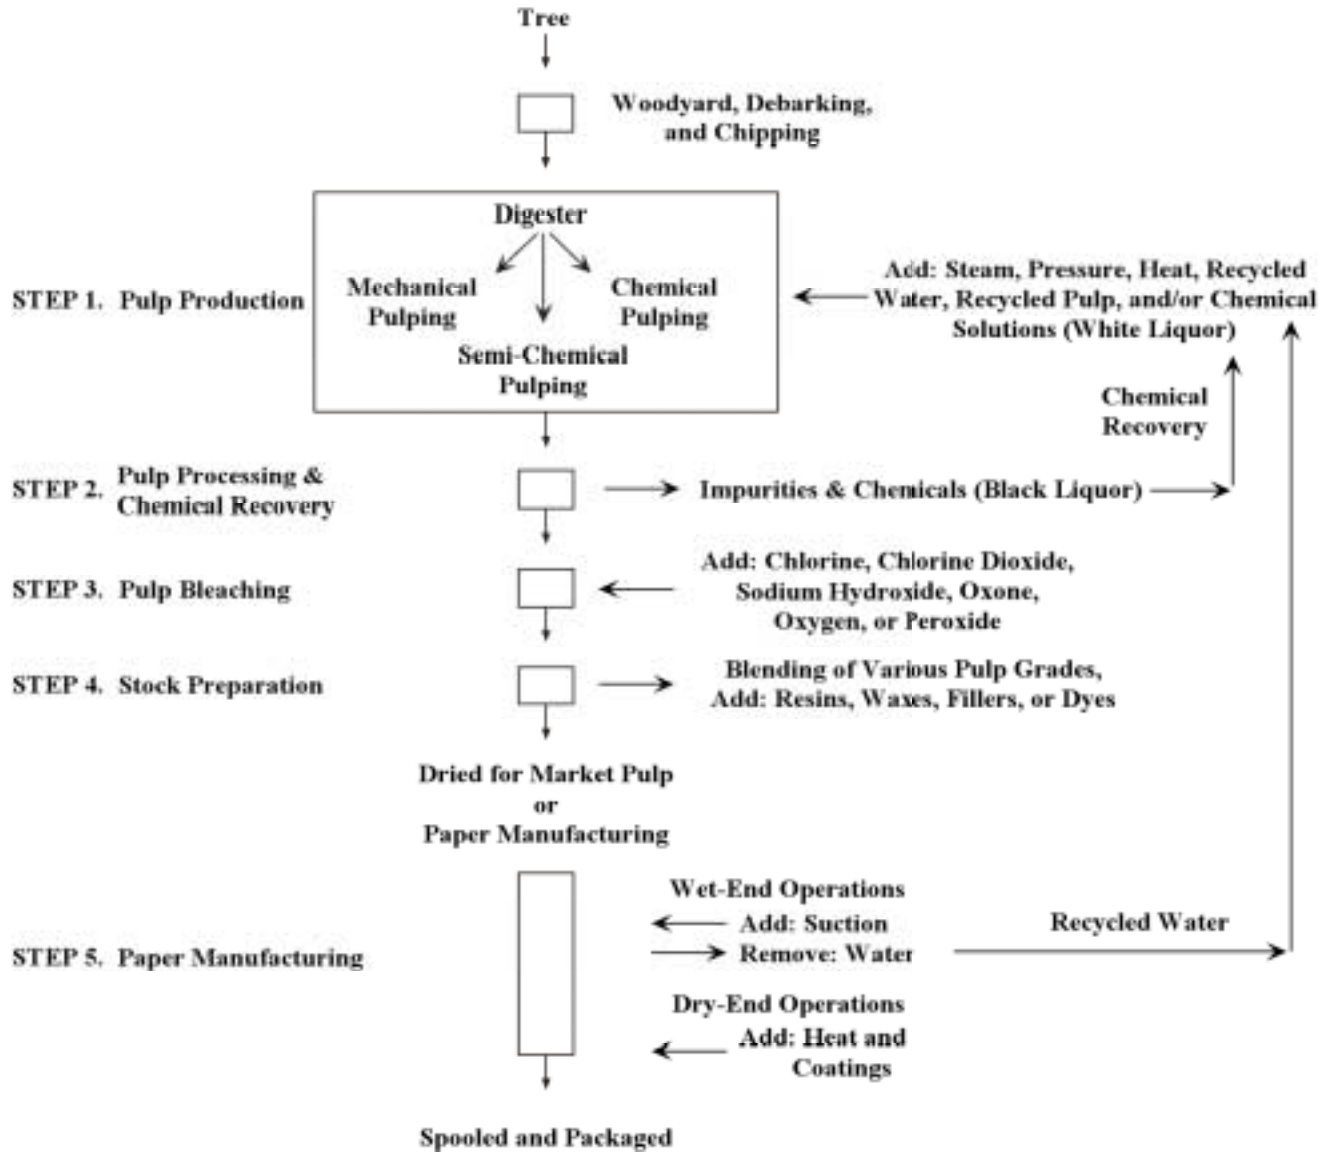 Tree
Woodyard, Debarking,
and Chipping
Digester
Mechanical
Pulping
Chemical
Pulping
Semi-Chemical
Pulping
STEP 1. Pulp Production
Add: Steam, Pressure, Heat, Recycled
Water, Recycled Pulp, and/or Chemical
Solutions (White Liquor)
Chemical
Recovery
STEP 2. Pulp Processing &
Chemical Recovery
Impurities & Chemicals (Black Liquor)
STEP 3. Pulp Bleaching
Add: Chlorine, Chlorine Dioxide,
Sodium Hydroxide, Oxone,
Oxygen, or Peroxide
STEP 4. Stock Preparation
Blending of Various Pulp Grades,
Add: Resins, Waxes, Fillers, or Dyes
Dried for Market Pulp
or
Paper Manufacturing
STEP 5. Paper Manufacturing
Wet-End Operations
Add: Suction
Remove: Water
Recycled Water
Dry-End Operations
Add: Heat and
Coatings
Spooled and Packaged